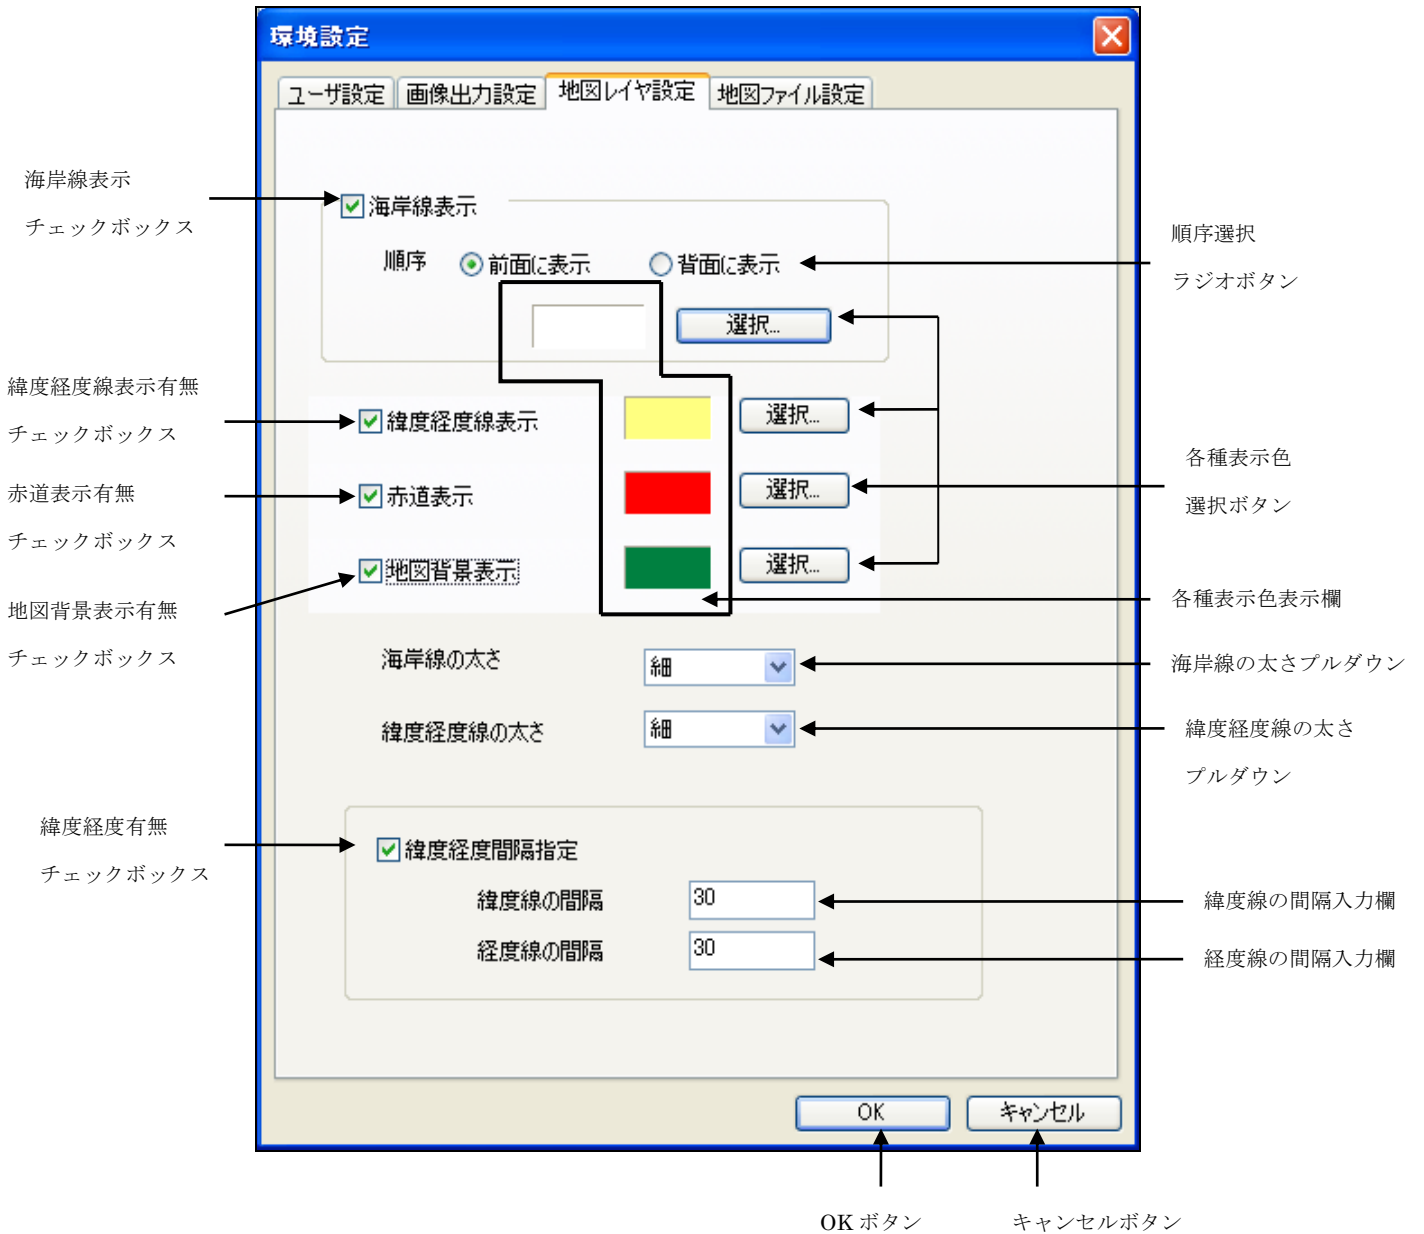 環境設定
ユーザ設定
画像出力設定
地図レイヤ設定
地図ファイル設定
海岸線表示
チェックボックス
海岸線表示
順序
前面に表示
背面に表示
順序選択
ラジオボタン
選択...
緯度経度線表示有無
チェックボックス
緯度経度線表示
選択...
赤道表示有無
チェックボックス
赤道表示
選択...
各種表示色
選択ボタン
地図背景表示有無
チェックボックス
地図背景表示
選択...
各種表示色表示欄
海岸線の太さ
細
海岸線の太さプルダウン
緯度経度線の太さ
細
緯度経度線の太さ
プルダウン
緯度経度有無
チェックボックス
緯度経度間隔指定
緯度線の間隔
30
緯度線の間隔入力欄
経度線の間隔
30
経度線の間隔入力欄
OK
キャンセル
OK ボタン
キャンセルボタン